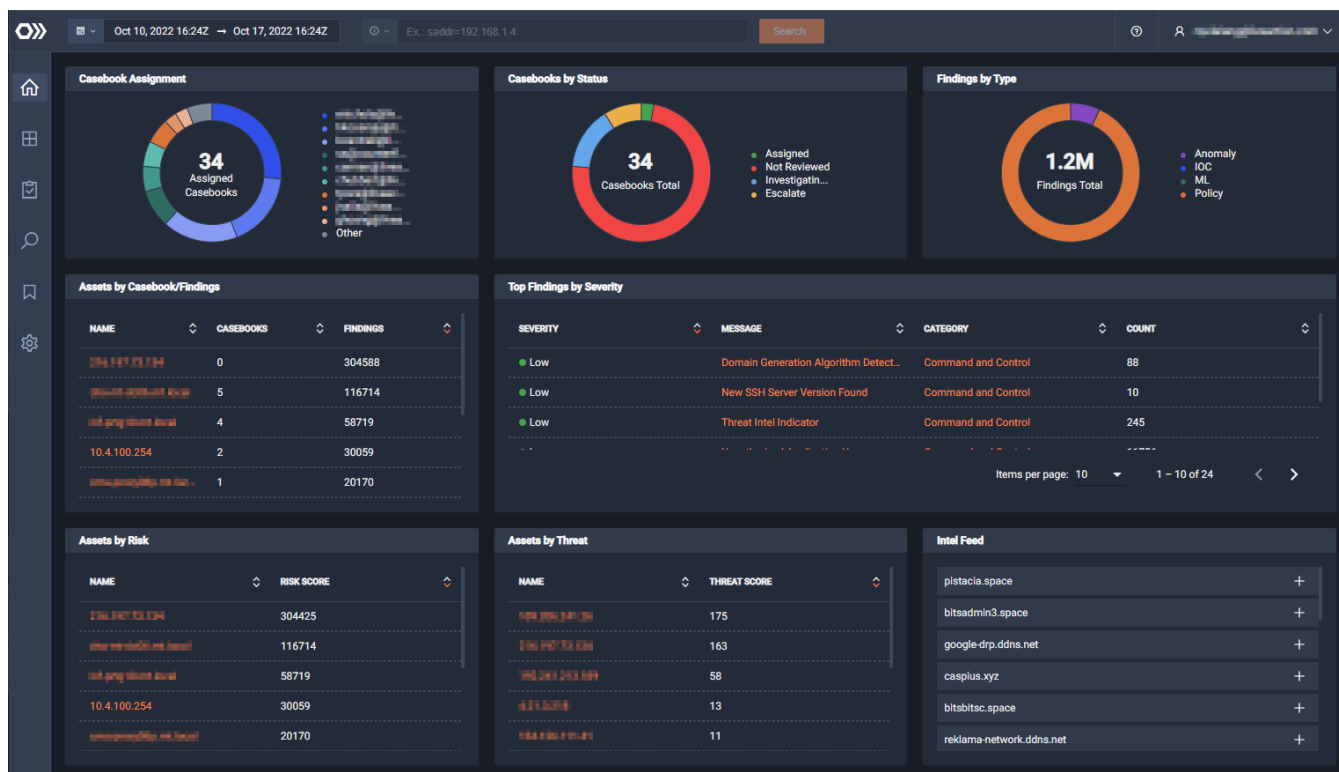 Oct 10, 2022 16:24Z → Oct 17, 2022 16:24Z
Ex.: saddr=192.168.1.4
Search
Casebook Assignment
34
Assigned
Casebooks
Other
Casebooks by Status
34
Casebooks Total
Assigned
Not Reviewed
Investigatin...
Escalate
Findings by Type
1.2M
Findings Total
Anomaly
IOC
ML
Policy
Assets by Casebook/Findings
NAME CASEBOOKS FINDINGS
0 304588
5 116714
4 58719
10.4.100.254 2 30059
1 20170
Top Findings by Severity
SEVERITY MESSAGE CATEGORY COUNT
Low Domain Generation Algorithm Detect... Command and Control 88
Low New SSH Server Version Found Command and Control 10
Low Threat Intel Indicator Command and Control 245
Items per page: 10 1 – 10 of 24
Assets by Risk
NAME RISK SCORE
304425
116714
58719
10.4.100.254 30059
20170
Assets by Threat
NAME THREAT SCORE
175
163
58
13
11
Intel Feed
pistacia.space
bitsadmin3.space
google-drp.ddns.net
caspius.xyz
bitsbitsc.space
reklama-network.ddns.net